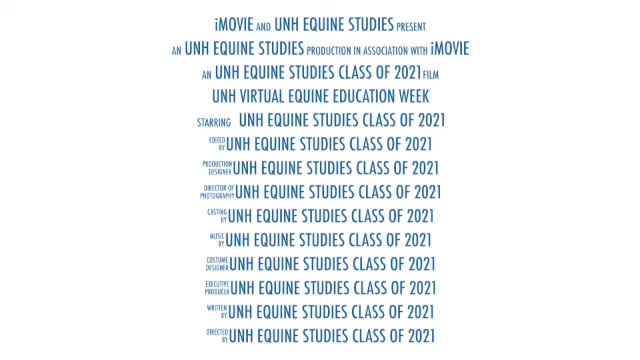 iMOVIE AND UNH EQUINE STUDIES PRESENT
AN UNH EQUINE STUDIES PRODUCTION IN ASSOCIATION WITH iMOVIE
AN UNH EQUINE STUDIES CLASS OF 2021 FILM
UNH VIRTUAL EQUINE EDUCATION WEEK
STARRING UNH EQUINE STUDIES CLASS OF 2021
EDITED BY UNH EQUINE STUDIES CLASS OF 2021
PRODUCTION DESIGNER UNH EQUINE STUDIES CLASS OF 2021
DIRECTOR OF PHOTOGRAPHY UNH EQUINE STUDIES CLASS OF 2021
CASTING BY UNH EQUINE STUDIES CLASS OF 2021
MUSIC BY UNH EQUINE STUDIES CLASS OF 2021
COSTUME DESIGNER UNH EQUINE STUDIES CLASS OF 2021
EXECUTIVE PRODUCER UNH EQUINE STUDIES CLASS OF 2021
WRITTEN BY UNH EQUINE STUDIES CLASS OF 2021
DIRECTED BY UNH EQUINE STUDIES CLASS OF 2021